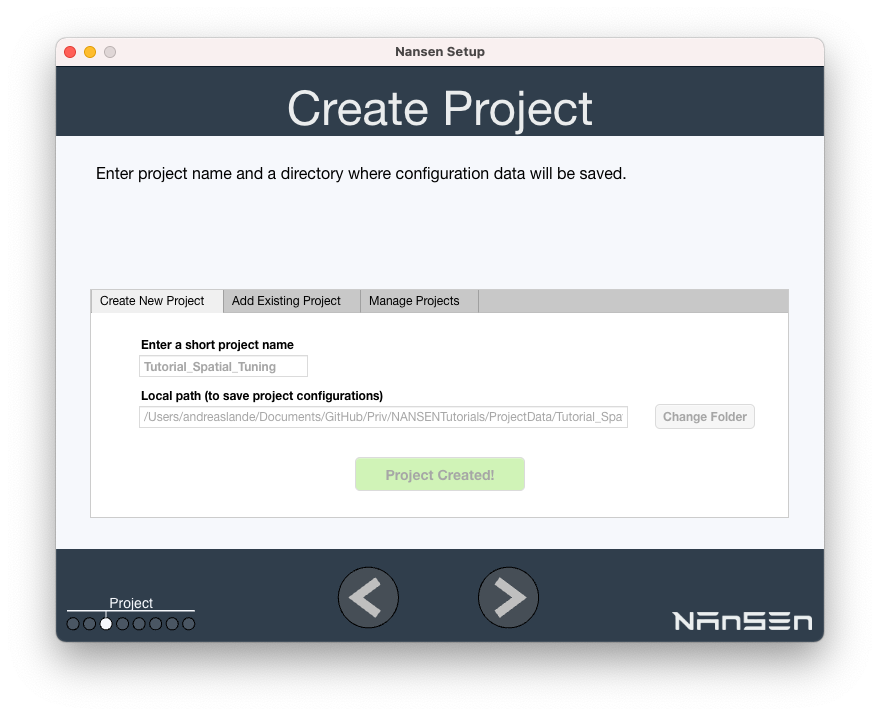 Nansen Setup
Create Project
Enter project name and a directory where configuration data will be saved.
Create New Project Add Existing Project Manage Projects
Enter a short project name
Tutorial_Spatial_Tuning
Local path (to save project configurations)
/Users/andreaslande/Documents/GitHub/Priv/NANSENTutorials/ProjectData/Tutorial_Spa Change Folder
Project Created!
Project
NANSEN